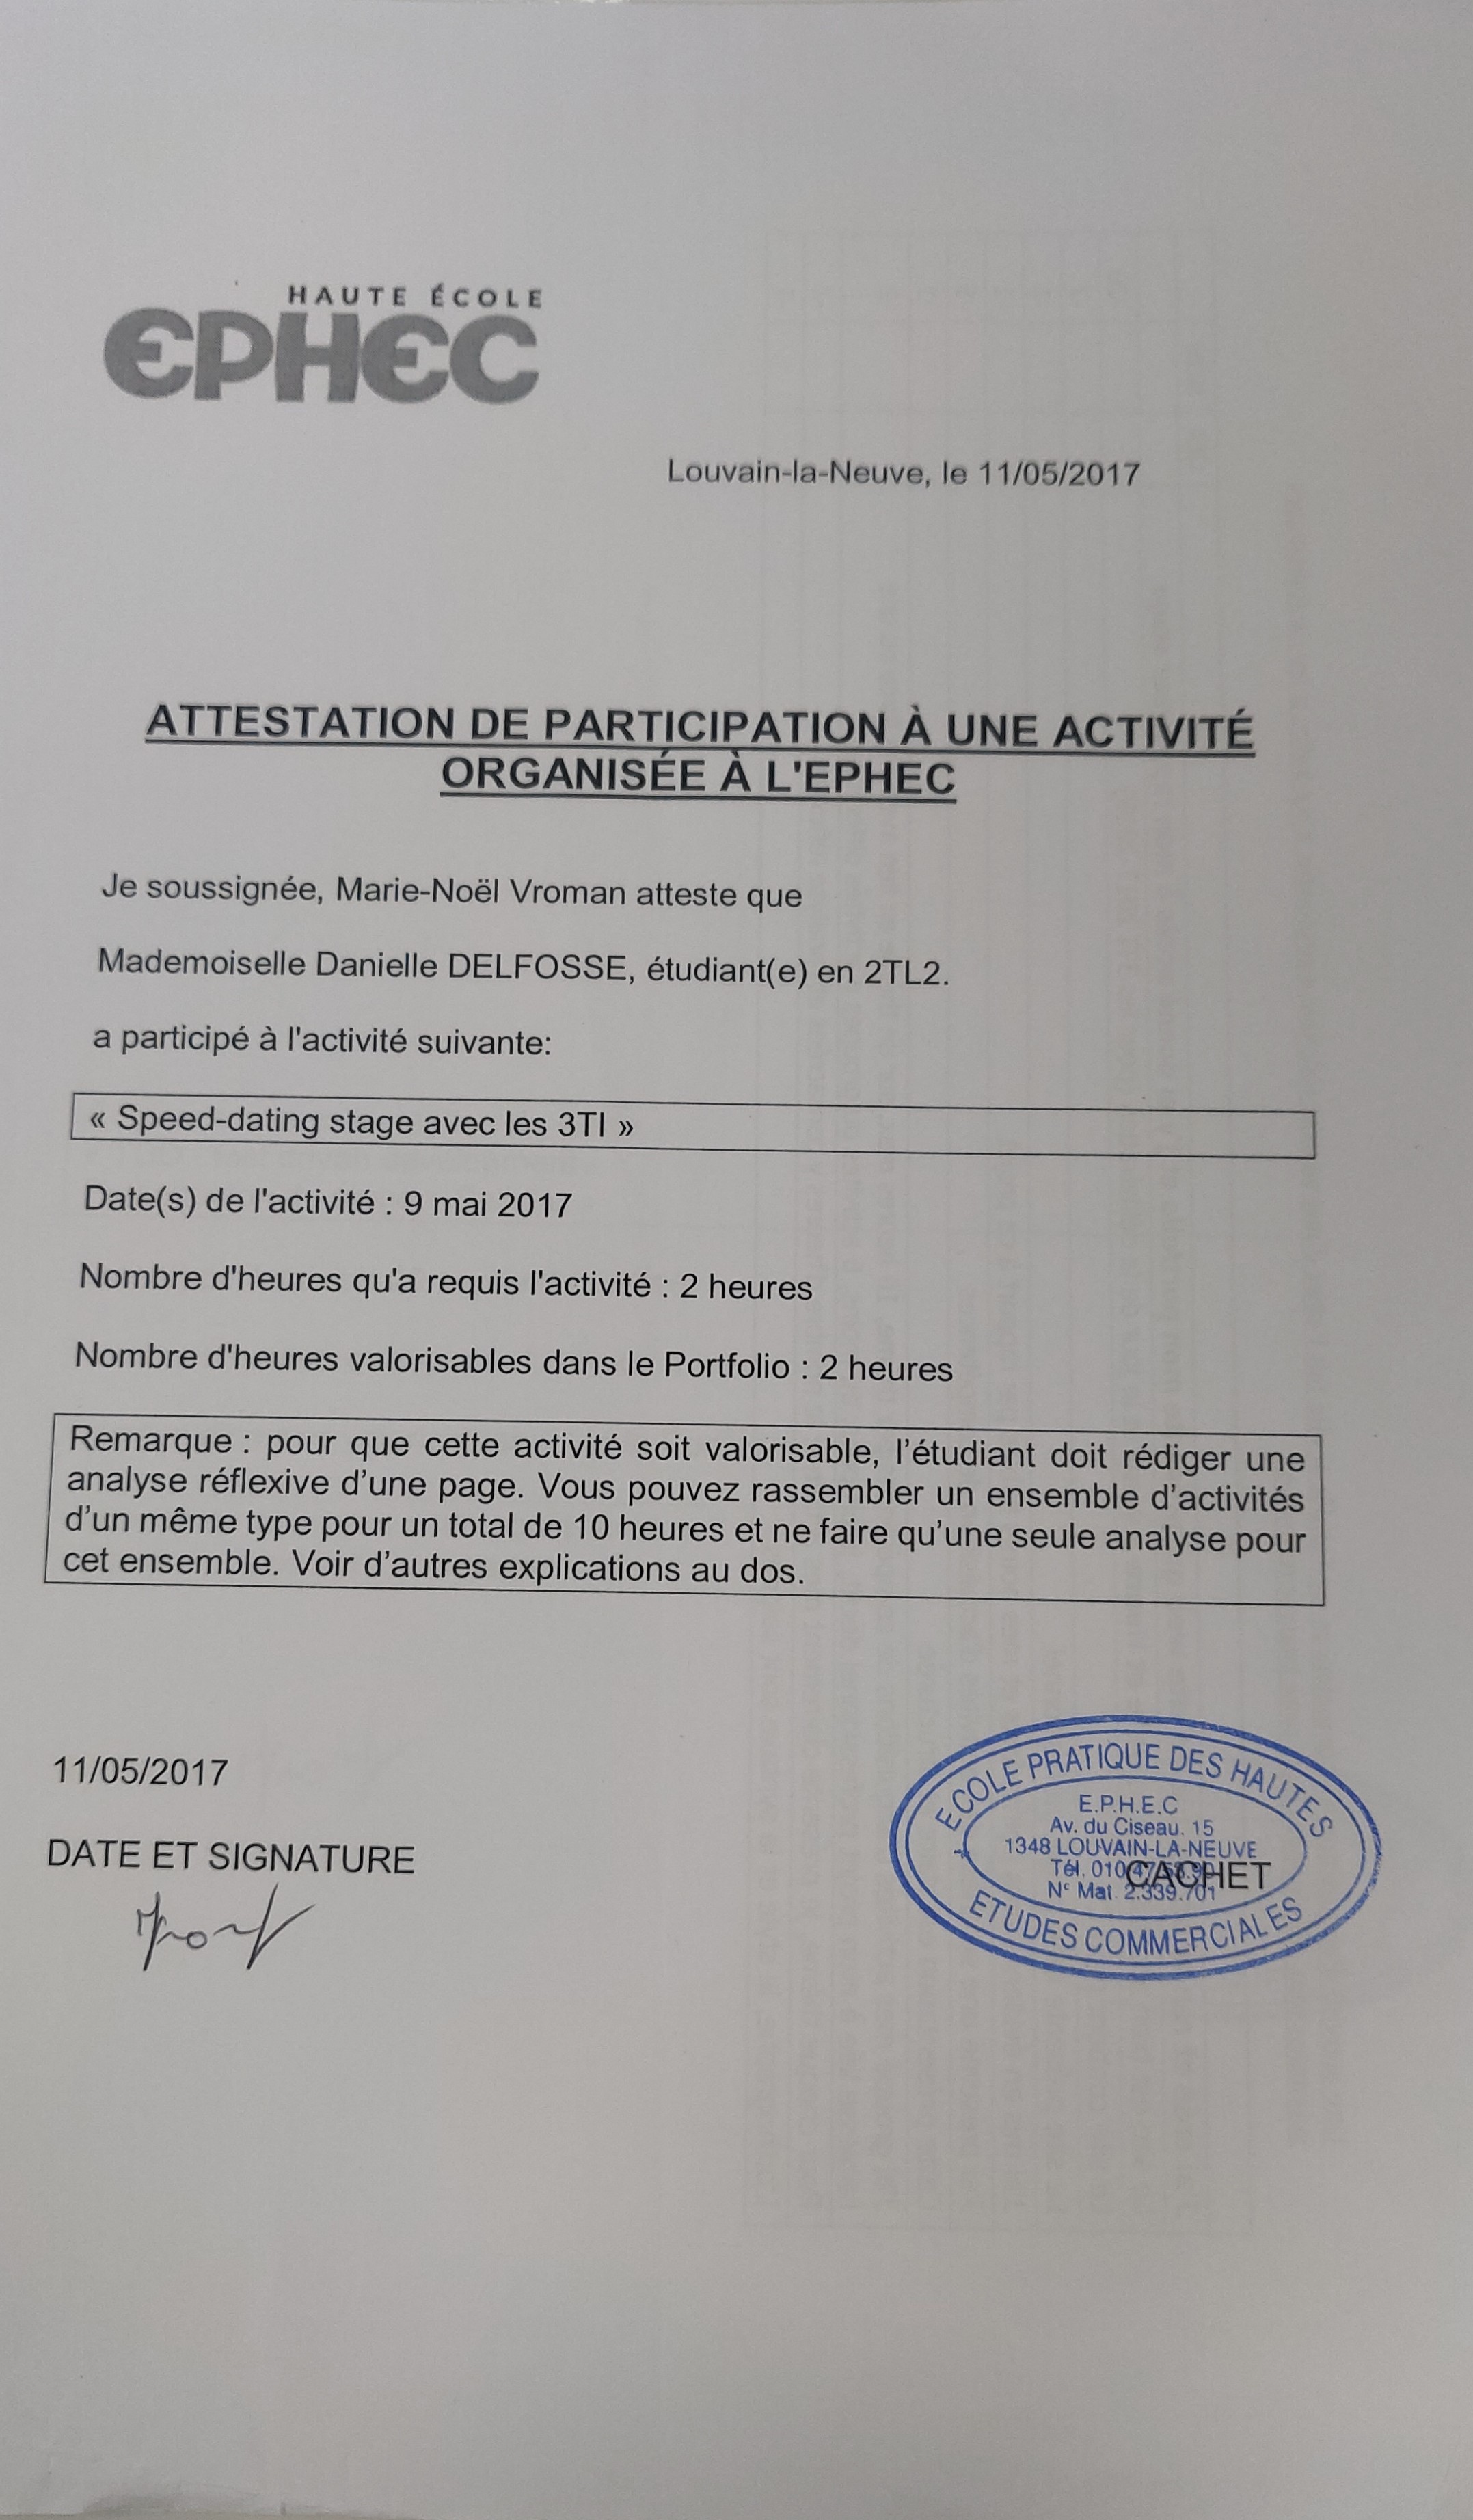 HAUTE ÉCOLE
EPHEC
Louvain-la-Neuve, le 11/05/2017
ATTESTATION DE PARTICIPATION À UNE ACTIVITÉ
ORGANISÉE À L'EPHEC
Je soussignée, Marie-Noël Vroman atteste que
Mademoiselle Danielle DELFOSSE, étudiant(e) en 2TL2.
a participé à l'activité suivante:
« Speed-dating stage avec les 3TI »
Date(s) de l'activité : 9 mai 2017
Nombre d'heures qu'a requis l'activité : 2 heures
Nombre d'heures valorisables dans le Portfolio : 2 heures
Remarque : pour que cette activité soit valorisable, l’étudiant doit rédiger une
analyse réflexive d’une page. Vous pouvez rassembler un ensemble d’activités
d’un même type pour un total de 10 heures et ne faire qu’une seule analyse pour
cet ensemble. Voir d’autres explications au dos.
11/05/2017
DATE ET SIGNATURE
ECOLE PRATIQUE DES HAUTES
E.P.H.E.C
Av. du Ciseau. 15
1348 LOUVAIN-LA-NEUVE
Tél. 010
CACHET
N° Mat. 2.339.701
ETUDES COMMERCIALES